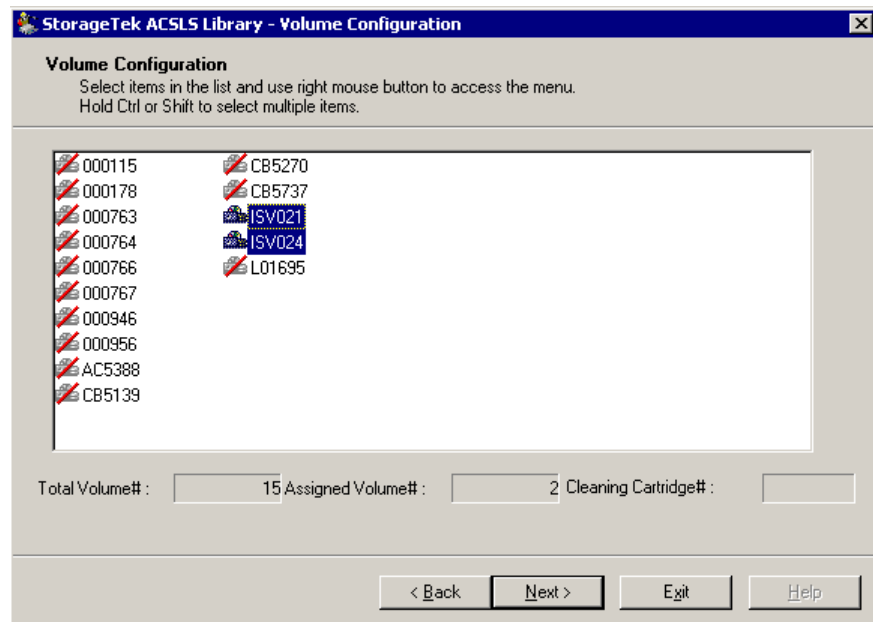 StorageTek ACSLS Library - Volume Configuration
Volume Configuration
Select items in the list and use right mouse button to access the menu.
Hold Ctrl or Shift to select multiple items.
000115
000178
000763
000764
000766
000767
000946
000956
AC5388
CB5139
CB5270
CB5737
ISV021
ISV024
L01695
Total Volume# : 15 Assigned Volume# : 2 Cleaning Cartridge# :
< Back Next > Exit Help